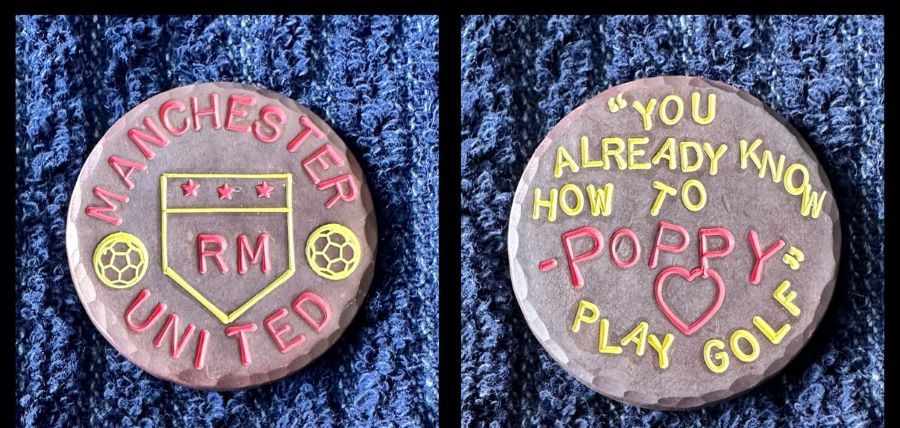 MANCHESTER
RM
UNITED
“YOU
ALREADY KNOW
HOW TO
PLAY GOLF”
-POPPY